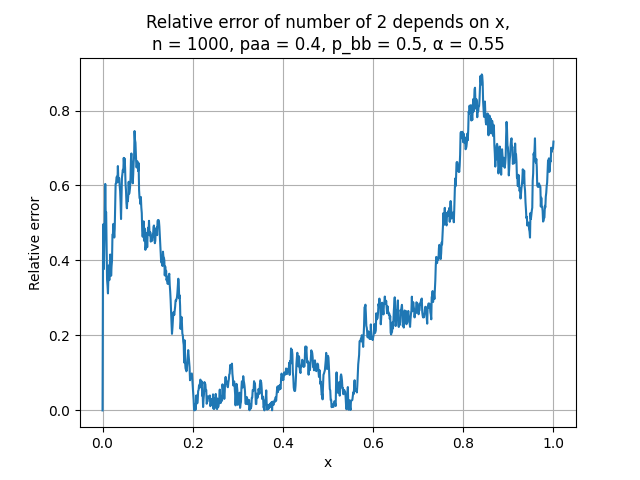 Relative error of number of 2 depends on x,
n = 1000, paa = 0.4, p_bb = 0.5, α = 0.55
Relative error
0.8
0.6
0.4
0.2
0.0
0.0 0.2 0.4 0.6 0.8 1.0
x